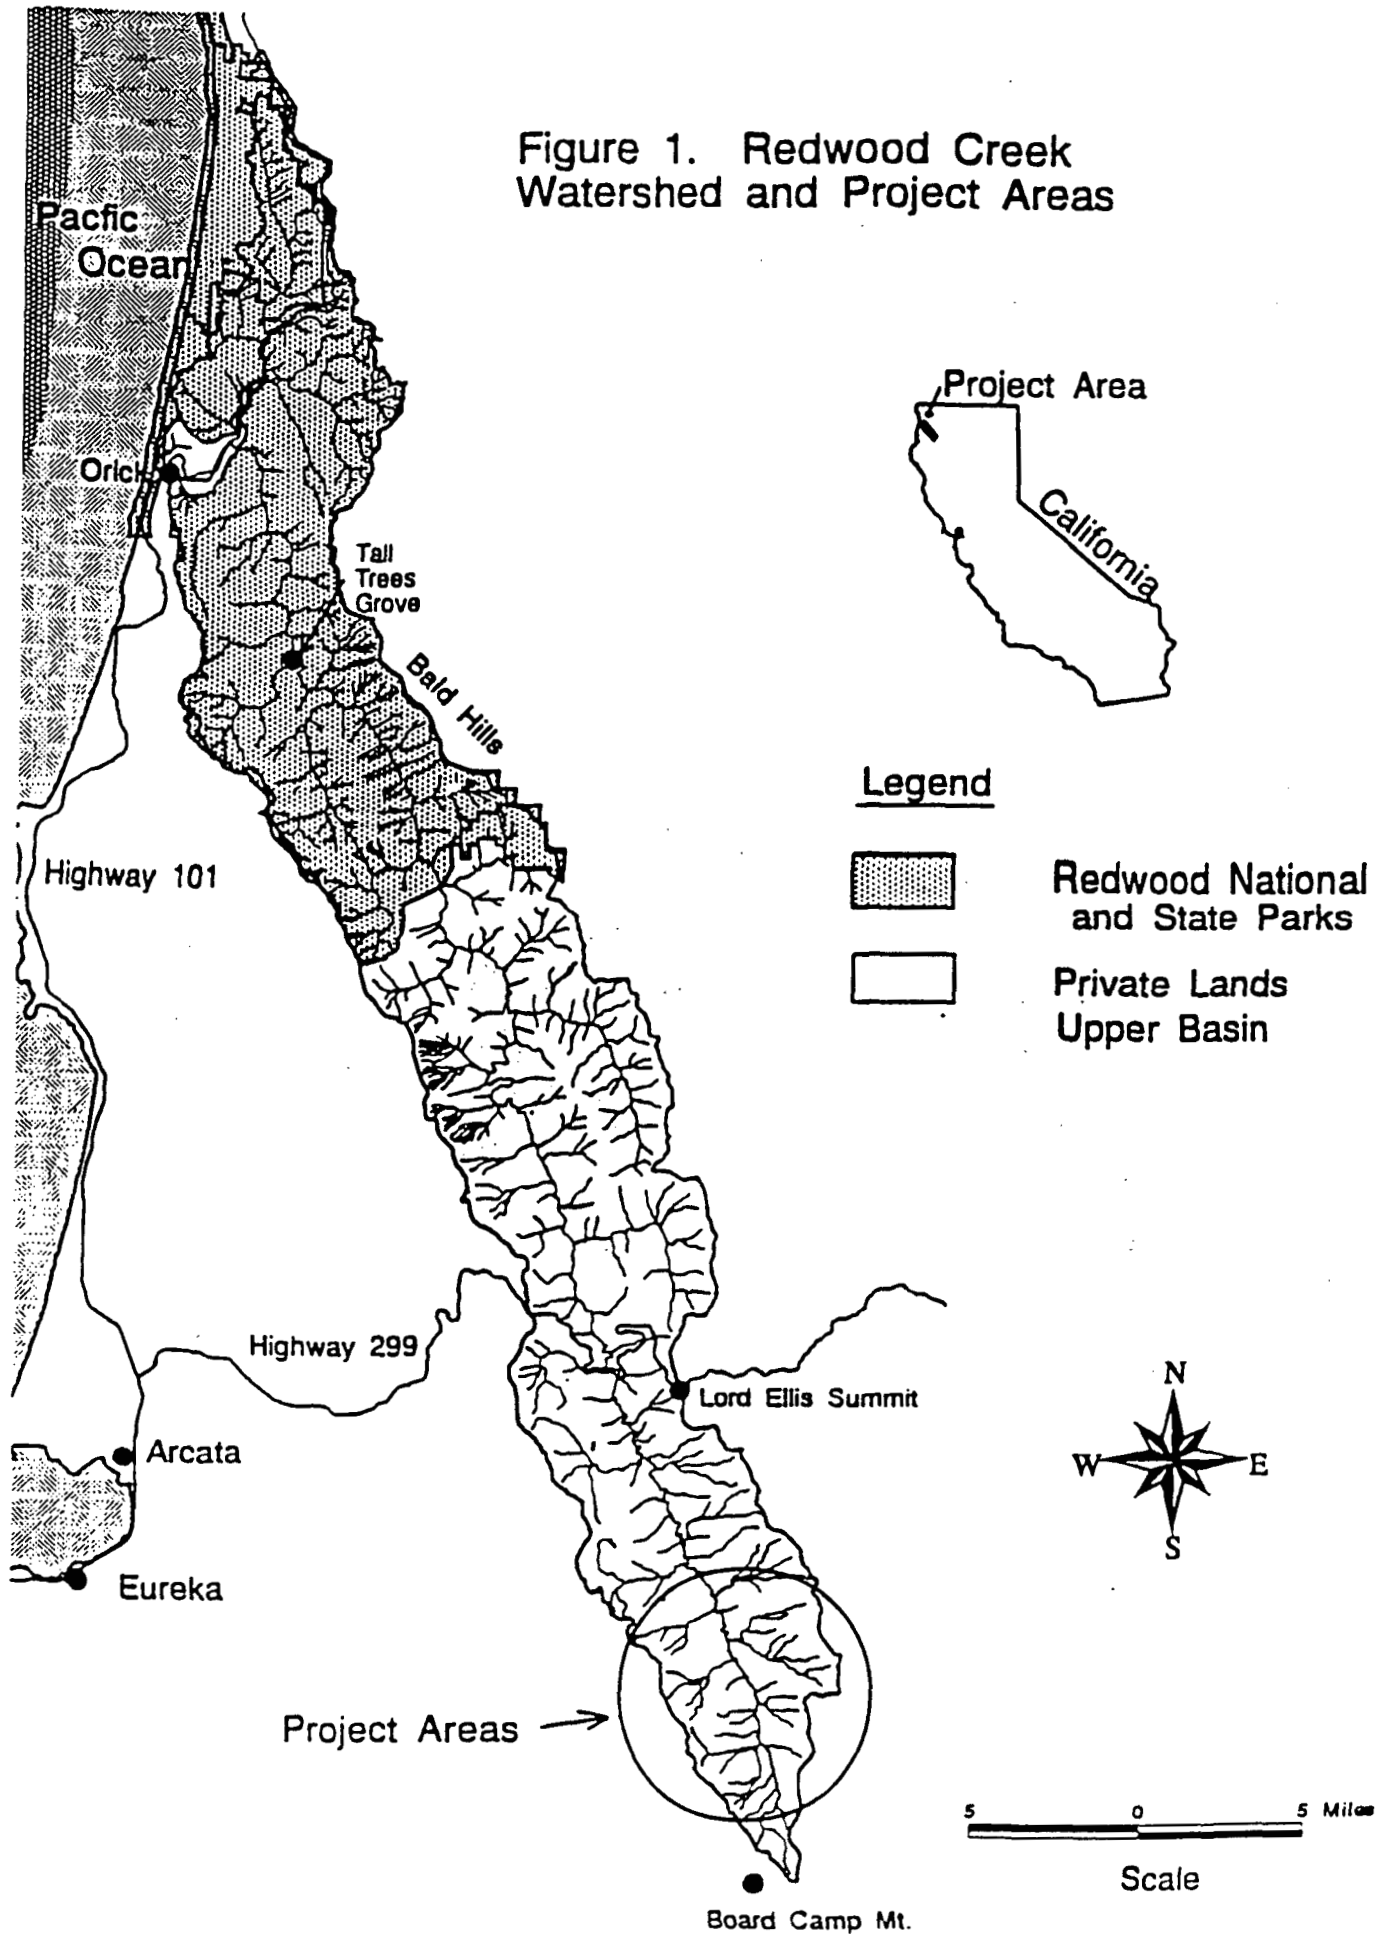 Figure 1. Redwood Creek
Watershed and Project Areas
Pacfic
Ocean
Project Area
California
Orick
Tall
Trees
Grove
Bald Hills
Legend
Redwood National
and State Parks
Private Lands
Upper Basin
Highway 101
Highway 299
Lord Ellis Summit
N
W
E
S
Arcata
Eureka
Project Areas
5 0 5 Miles
Scale
Board Camp Mt.